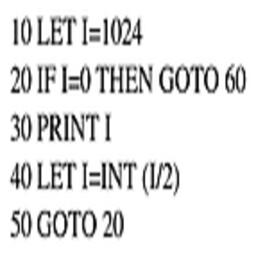 10 LET I=1024
20 IF I=0 THEN GOTO 60
30 PRINT I
40 LET I=INT (I/2)
50 GOTO 20